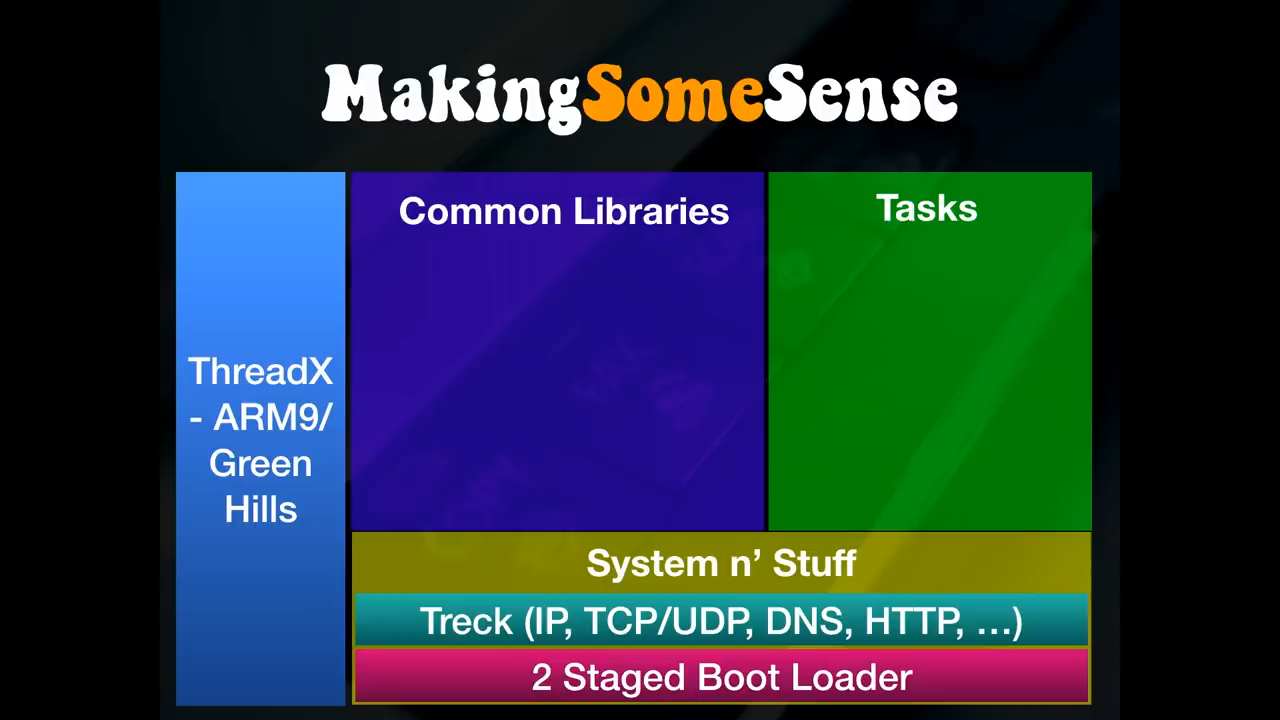 MakingSomeSense
Common Libraries
Tasks
ThreadX
- ARM9/
Green
Hills
System n’ Stuff
Treck (IP, TCP/UDP, DNS, HTTP, …)
2 Staged Boot Loader